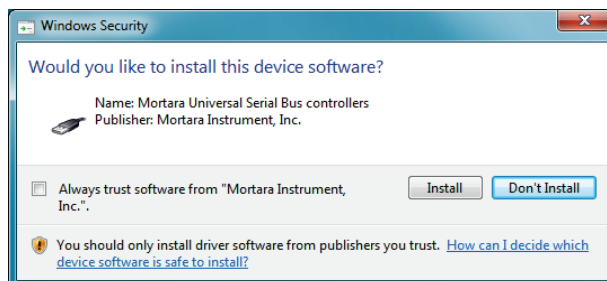 Windows Security
Would you like to install this device software?
Name: Mortara Universal Serial Bus controllers
Publisher: Mortara Instrument, Inc.
Always trust software from "Mortara Instrument,
Inc.".
Install
Don't Install
You should only install driver software from publishers you trust. How can I decide which
device software is safe to install?